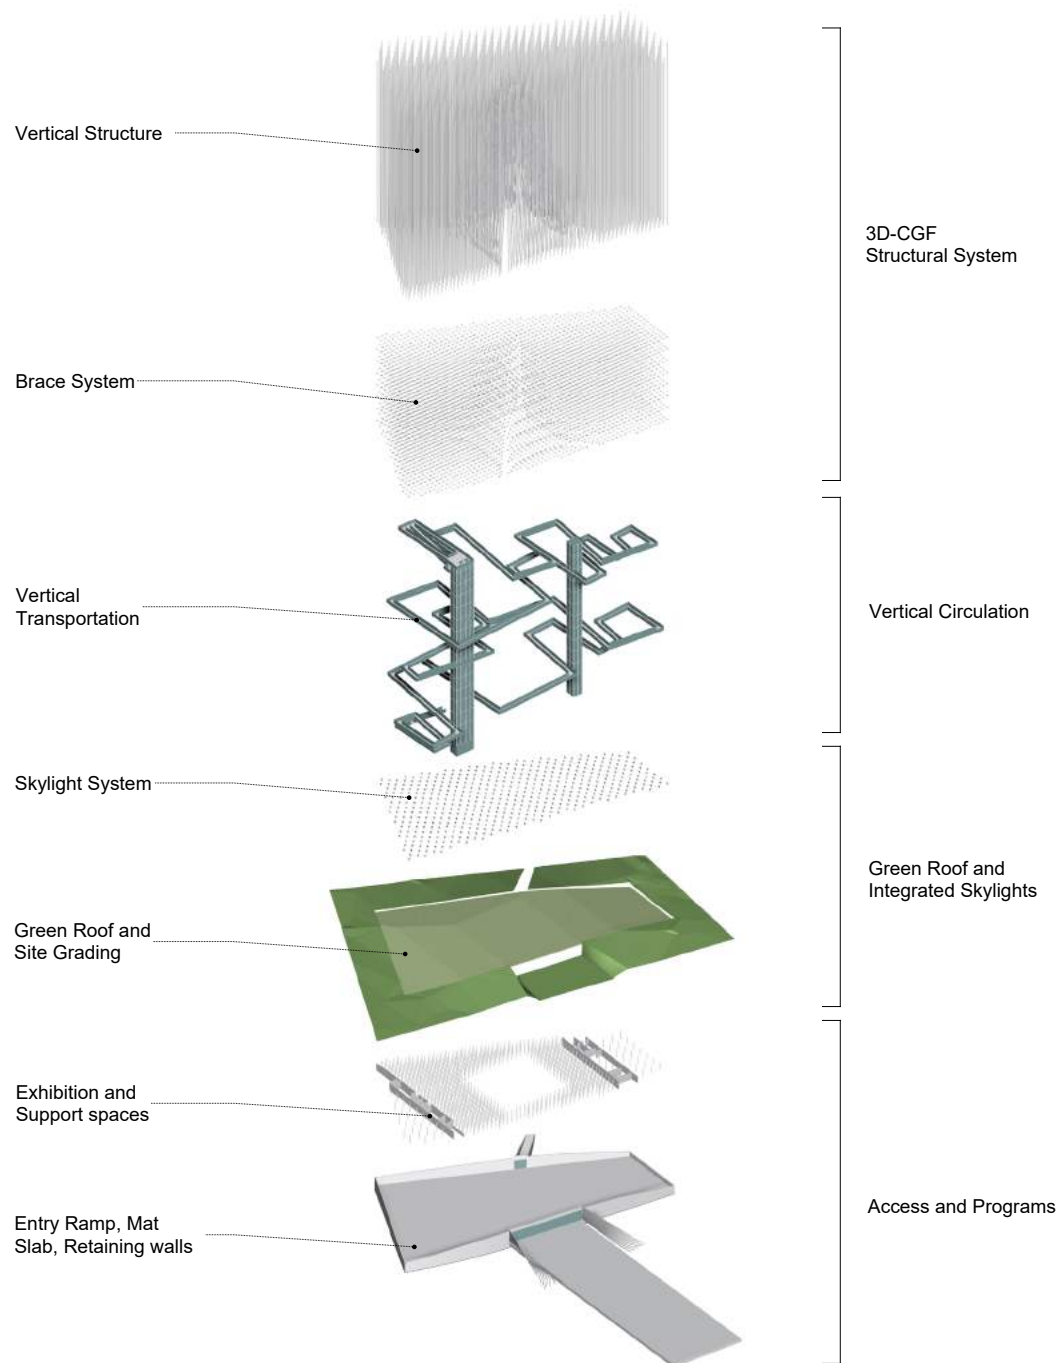 Vertical Structure
3D-CGF
Structural System
Brace System
Vertical
Transportation
Vertical Circulation
Skylight System
Green Roof and
Integrated Skylights
Green Roof and
Site Grading
Exhibition and
Support spaces
Access and Programs
Entry Ramp, Mat
Slab, Retaining walls